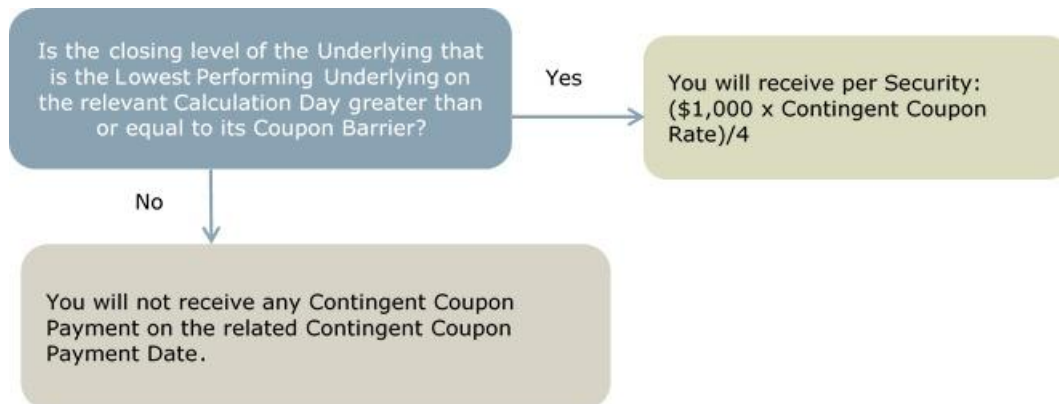 Is the closing level of the Underlying that
is the Lowest Performing Underlying on
the relevant Calculation Day greater than
or equal to its Coupon Barrier?
Yes
You will receive per Security:
($1,000 x Contingent Coupon
Rate)/4
No
You will not receive any Contingent Coupon
Payment on the related Contingent Coupon
Payment Date.